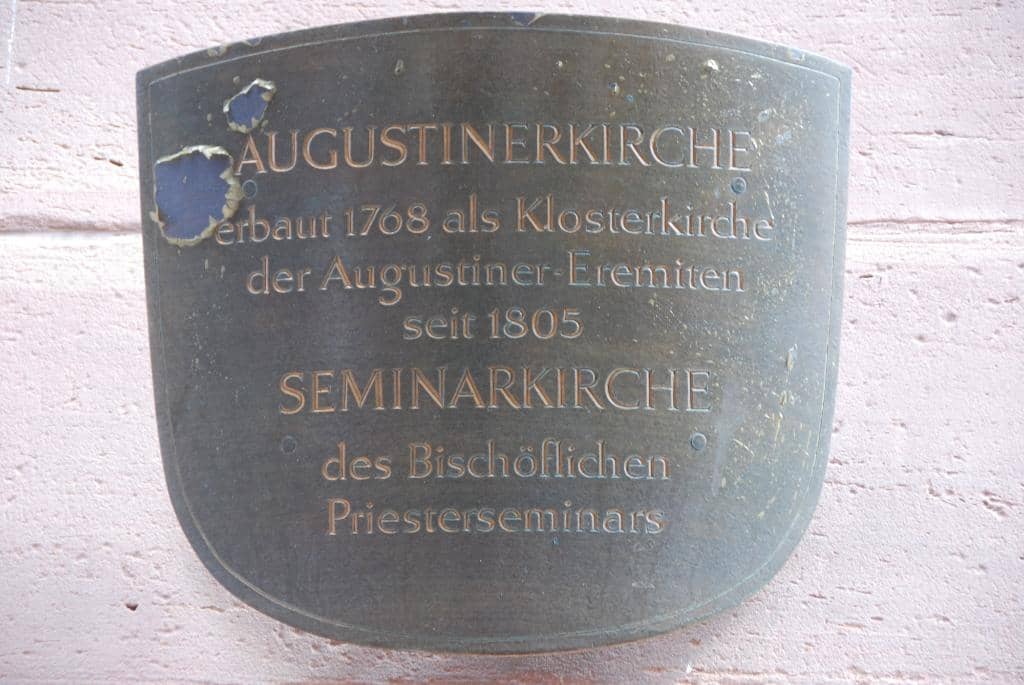 AUGUSTINERKIRCHE
erbaut 1768 als Klosterkirche
der Augustiner-Eremiten
seit 1805
SEMINARKIRCHE
des Bischöflichen
Priesterseminars